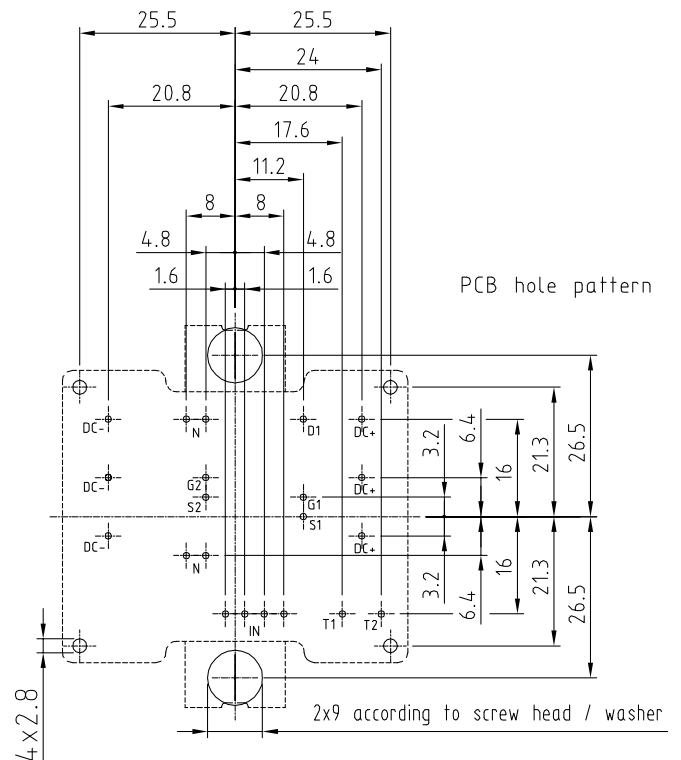 25.5 25.5
24
20.8 20.8
17.6
11.2
8 8
4.8 4.8
1.6 1.6
PCB hole pattern
DC- N D1 DC+
3.2 6.4 16 21.3 26.5
DC- G2 DC+
S2 G1
S1
DC- DC+
N
3.2 6.4 16 21.3 26.5
IN T1 T2
4x2.8
2x9 according to screw head / washer